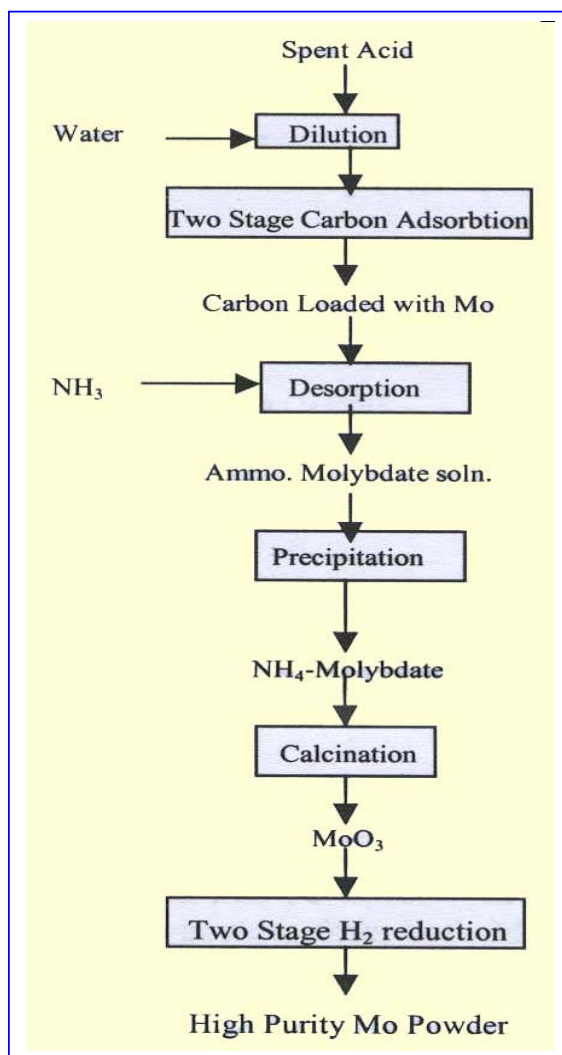 Spent Acid
Water
Dilution
Two Stage Carbon Adsorbtion
Carbon Loaded with Mo
NH₃
Desorption
Ammo. Molybdate soln.
Precipitation
NH₄-Molybdate
Calcination
MoO₃
Two Stage H₂ reduction
High Purity Mo Powder